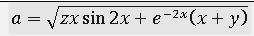 a = √(zx sin 2x + e^{−2x}(x + y))